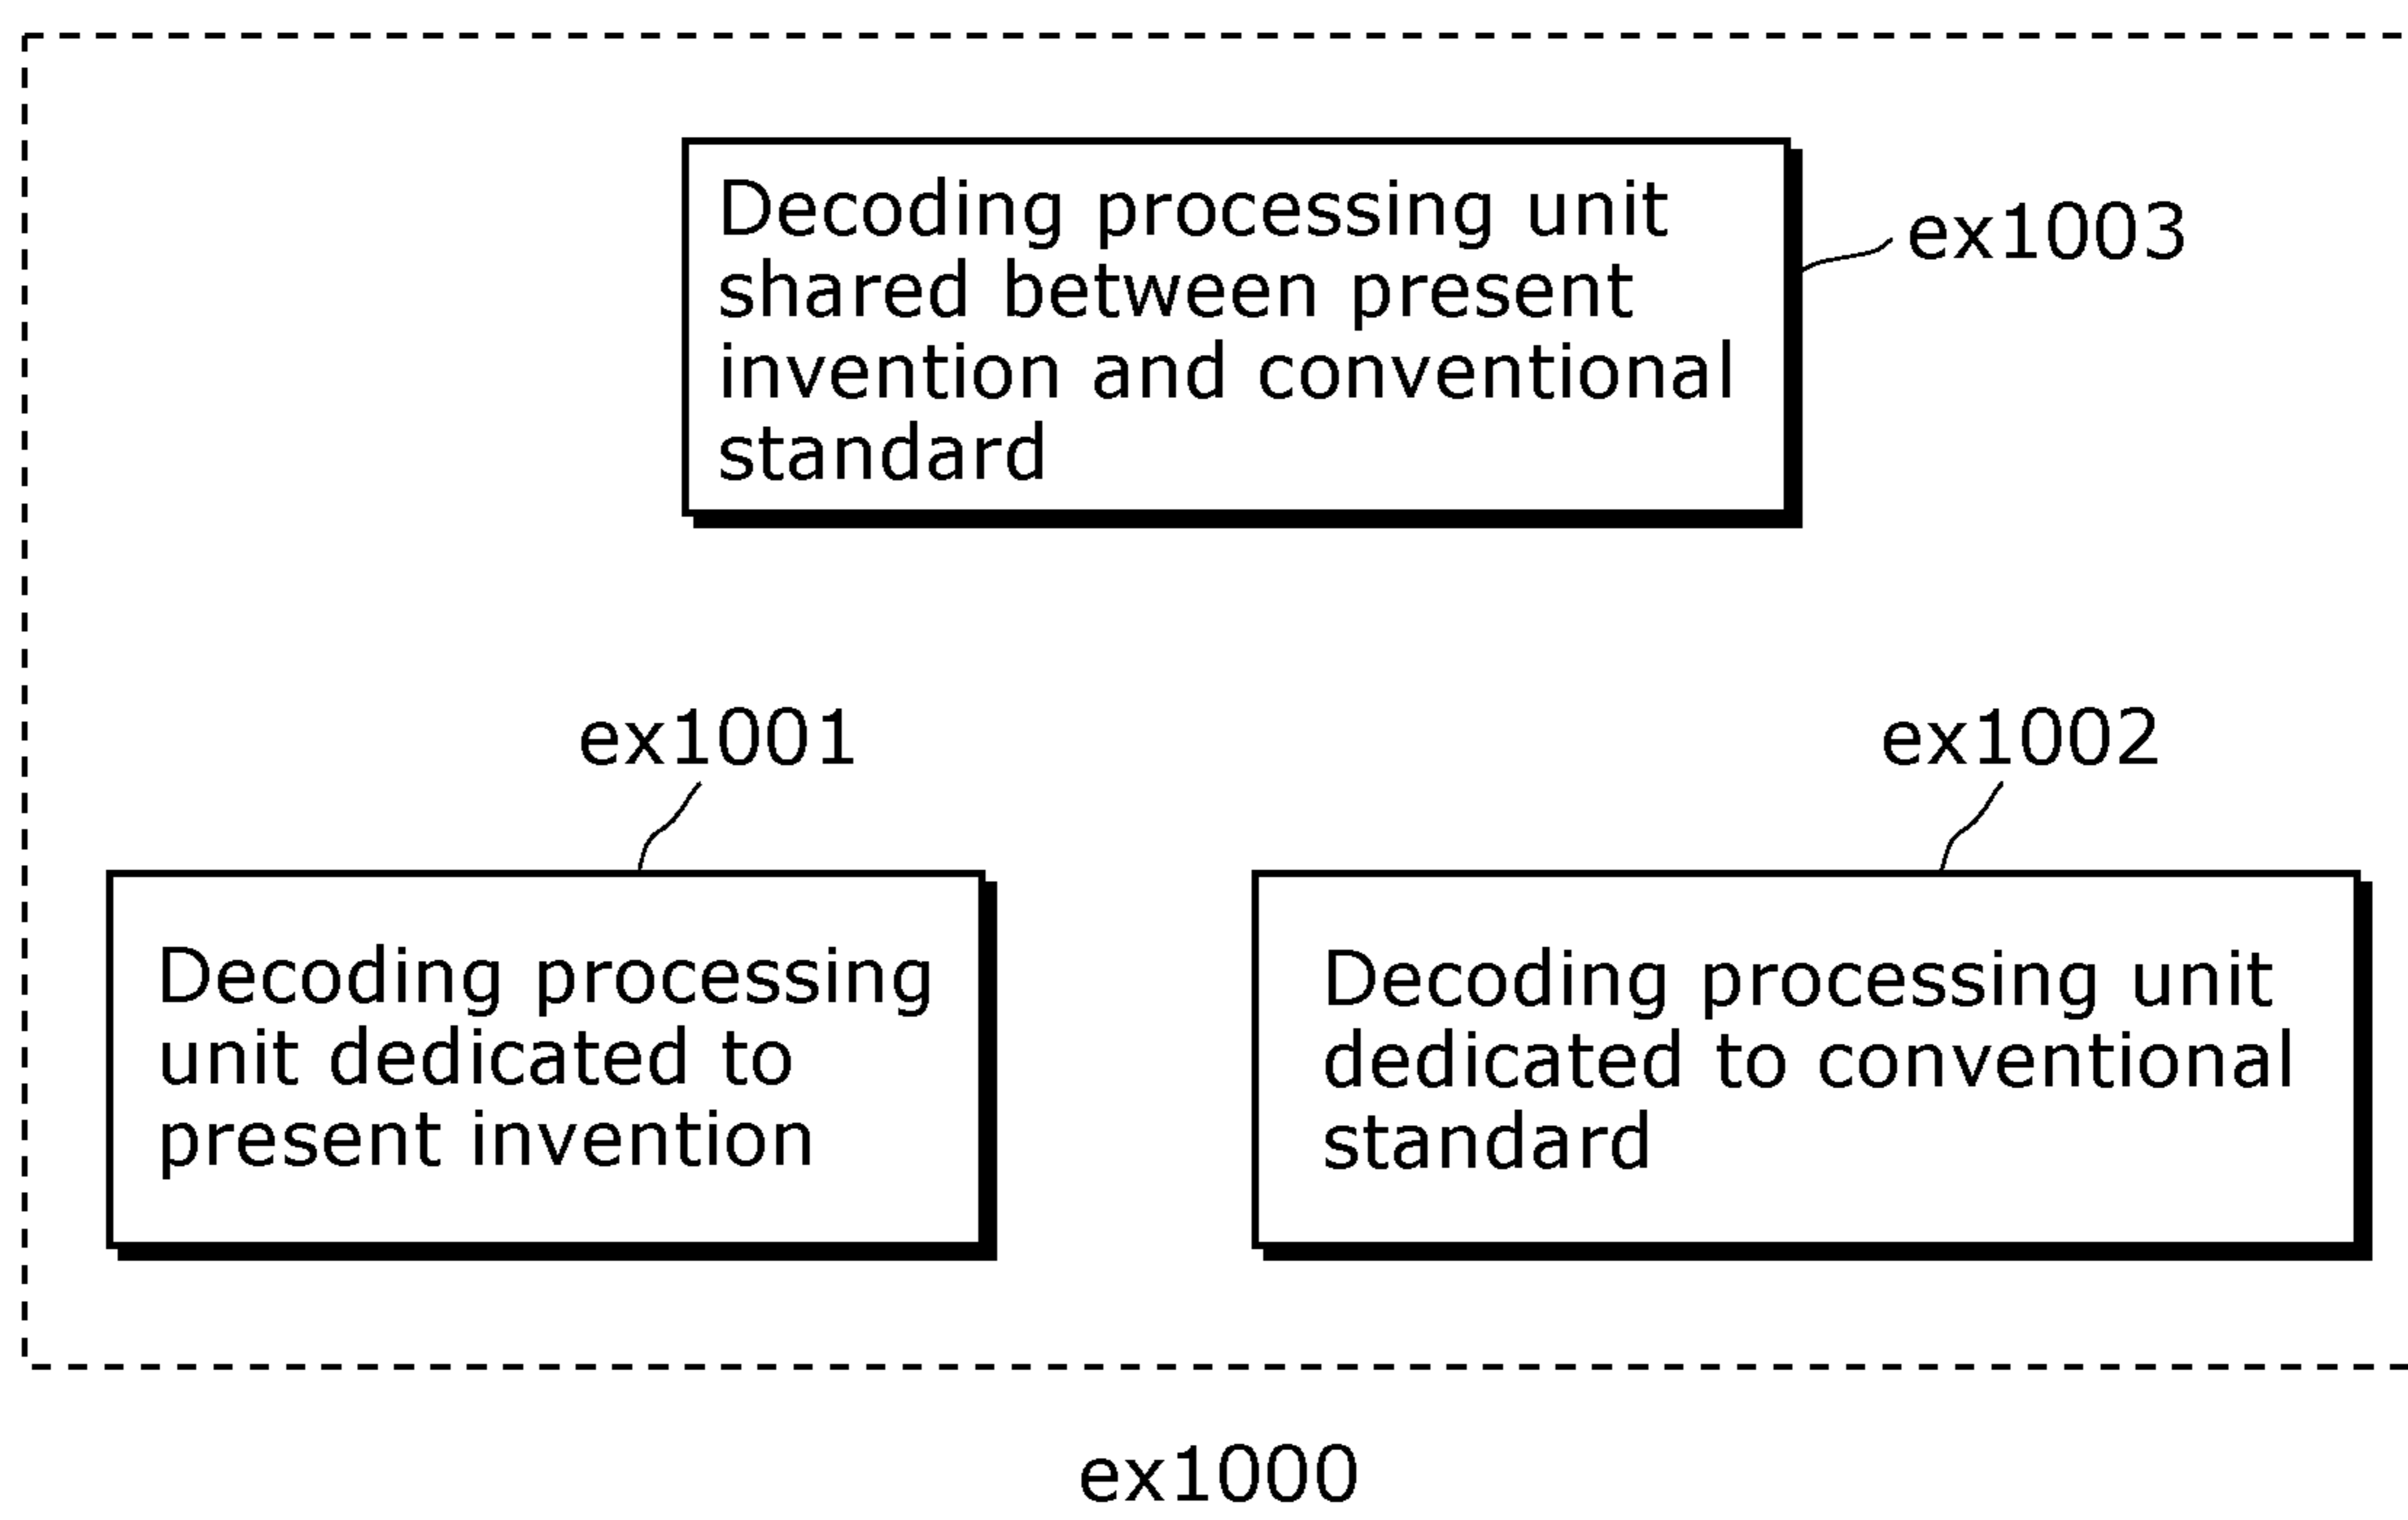 Decoding processing unit
shared between present
invention and conventional
standard
ex1003
ex1001
ex1002
Decoding processing
unit dedicated to
present invention
Decoding processing unit
dedicated to conventional
standard
ex1000